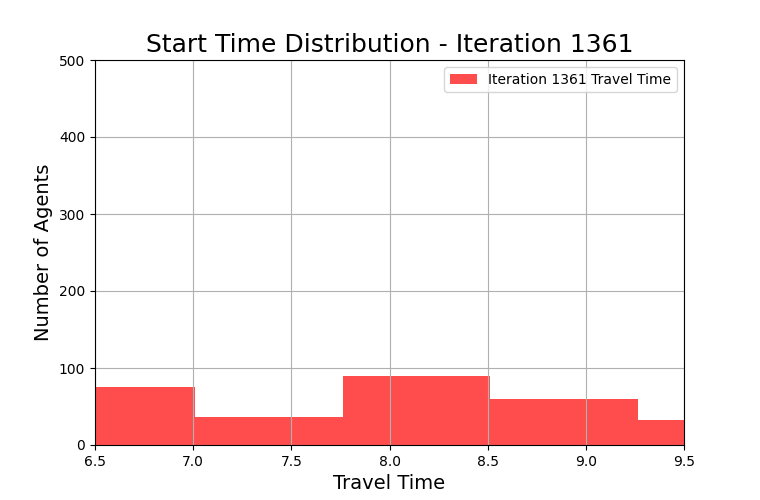 Start Time Distribution - Iteration 1361
500
400
300
200
100
0
Number of Agents
Iteration 1361 Travel Time
6.5 7.0 7.5 8.0 8.5 9.0 9.5
Travel Time